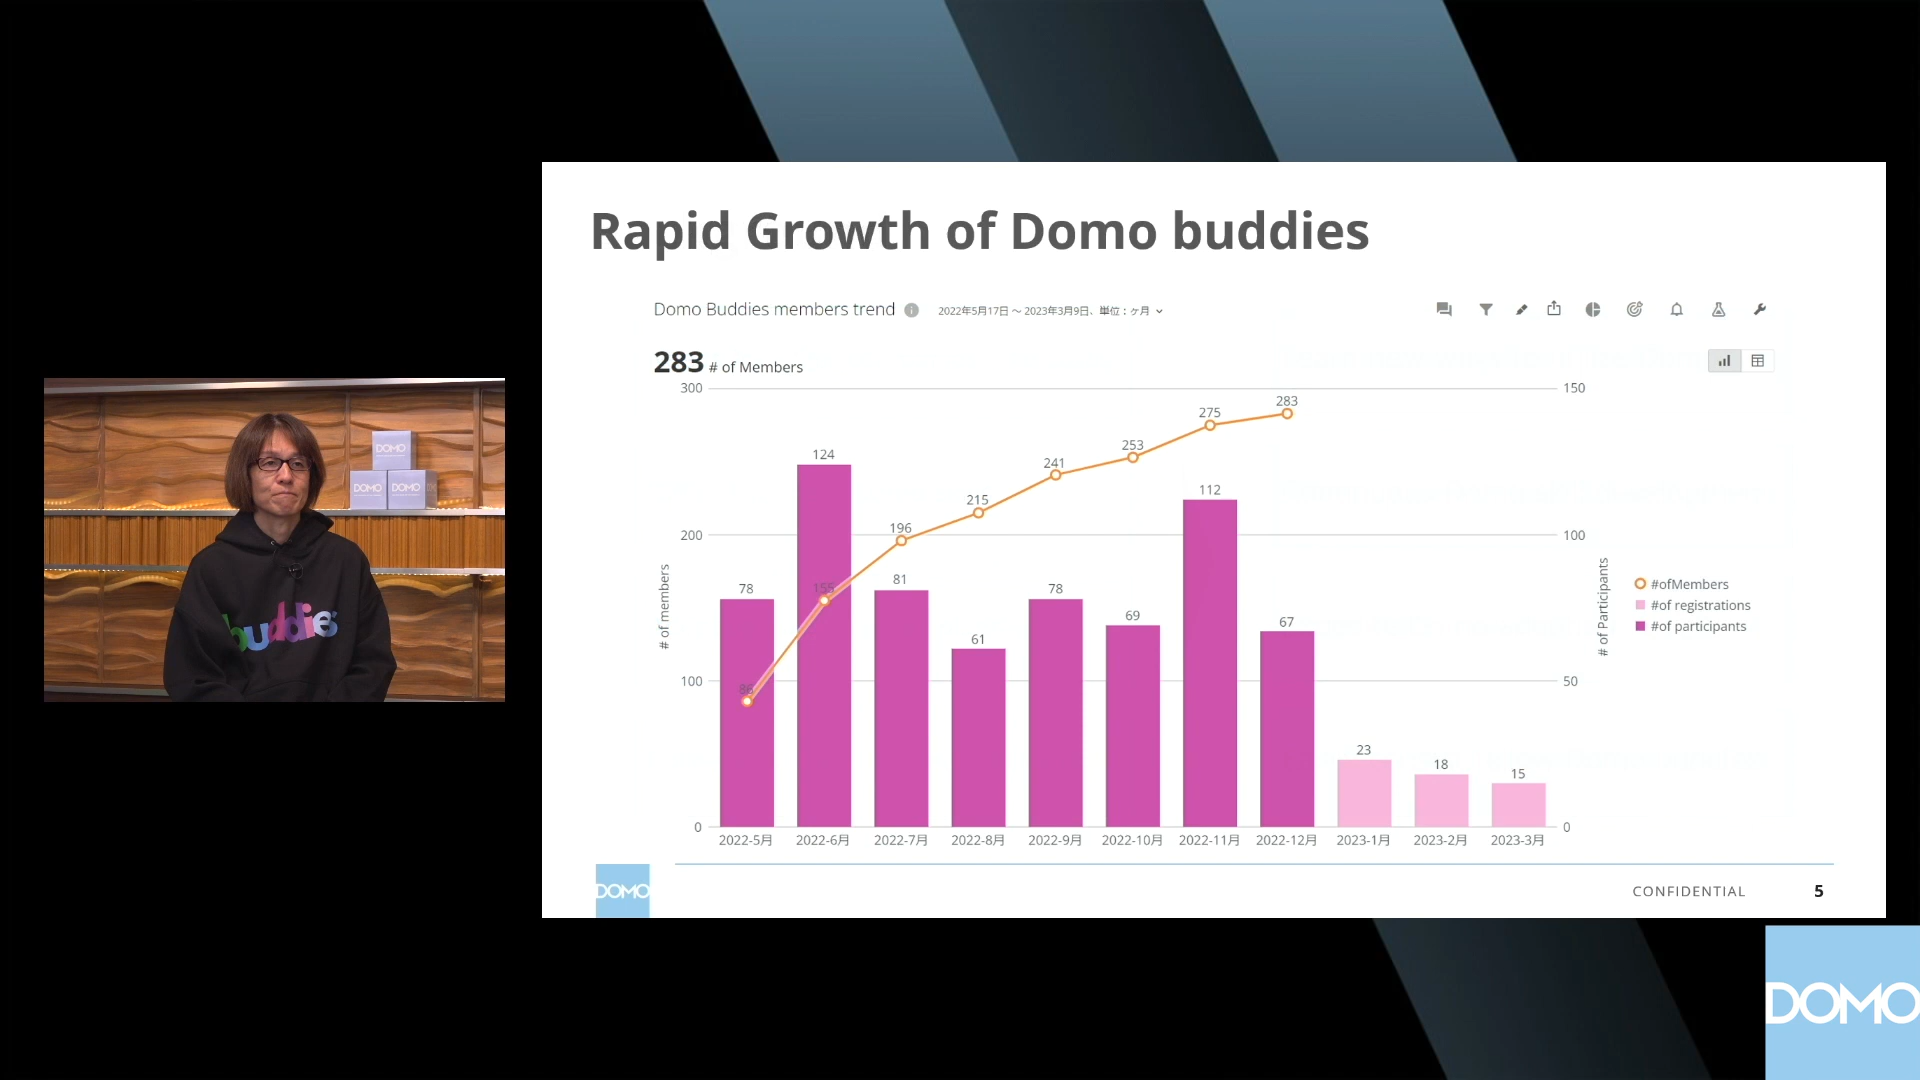 Rapid Growth of Domo buddies
Domo Buddies members trend
2022年5月17日 ～ 2023年3月9日、単位：ヶ月
283 # of Members
300
200
100
0
# of members
150
100
50
0
# of Participants
78
124
81
61
78
69
112
67
23
18
15
86
155
196
215
241
253
275
283
2022-5月
2022-6月
2022-7月
2022-8月
2022-9月
2022-10月
2022-11月
2022-12月
2023-1月
2023-2月
2023-3月
#ofMembers
#of registrations
#of participants
DOMO
CONFIDENTIAL
5
DOMO
DOMO
DOMO
buddies
DOMO